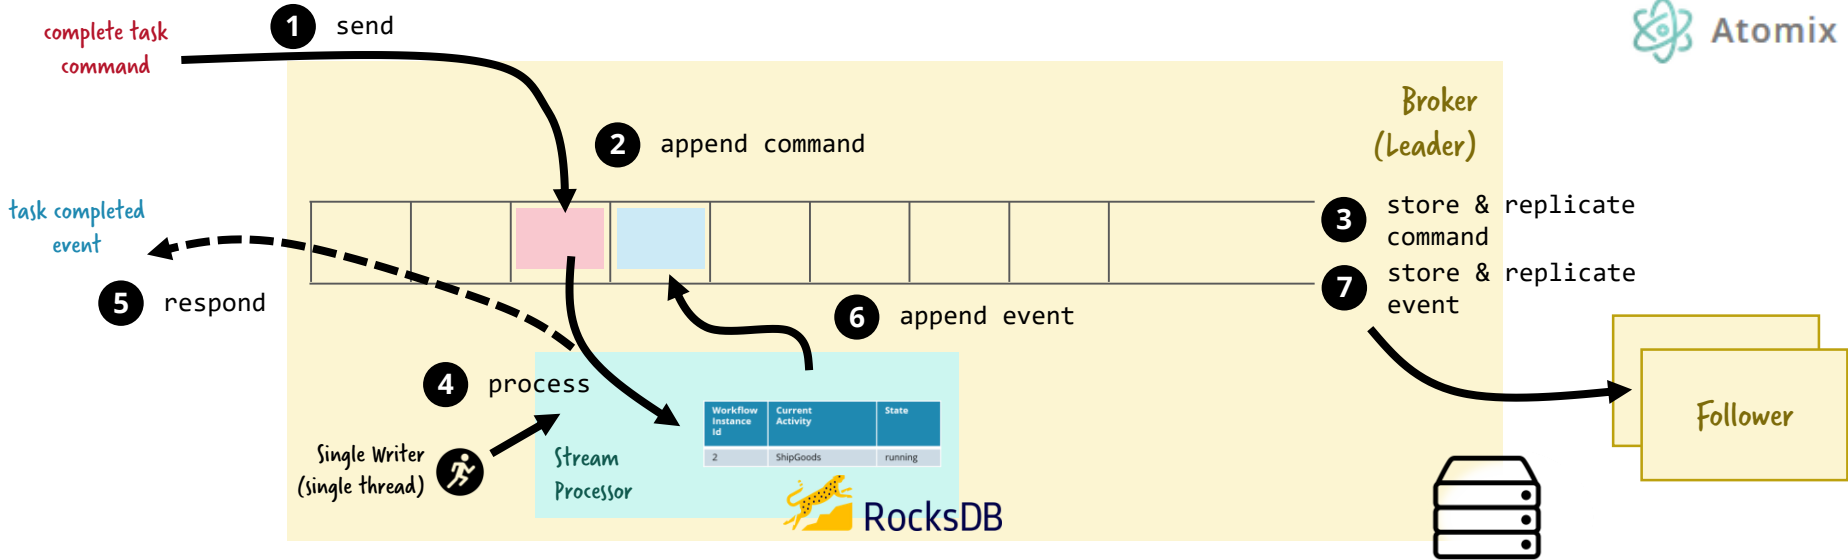 complete task
command
1 send
Atomix
Broker
(Leader)
2 append command
task completed
event
3 store & replicate
command
7 store & replicate
event
5 respond
6 append event
4 process
Workflow Instance Id Current Activity State
2 ShipGoods running
Single Writer
(single thread)
Stream
Processor
RocksDB
Follower